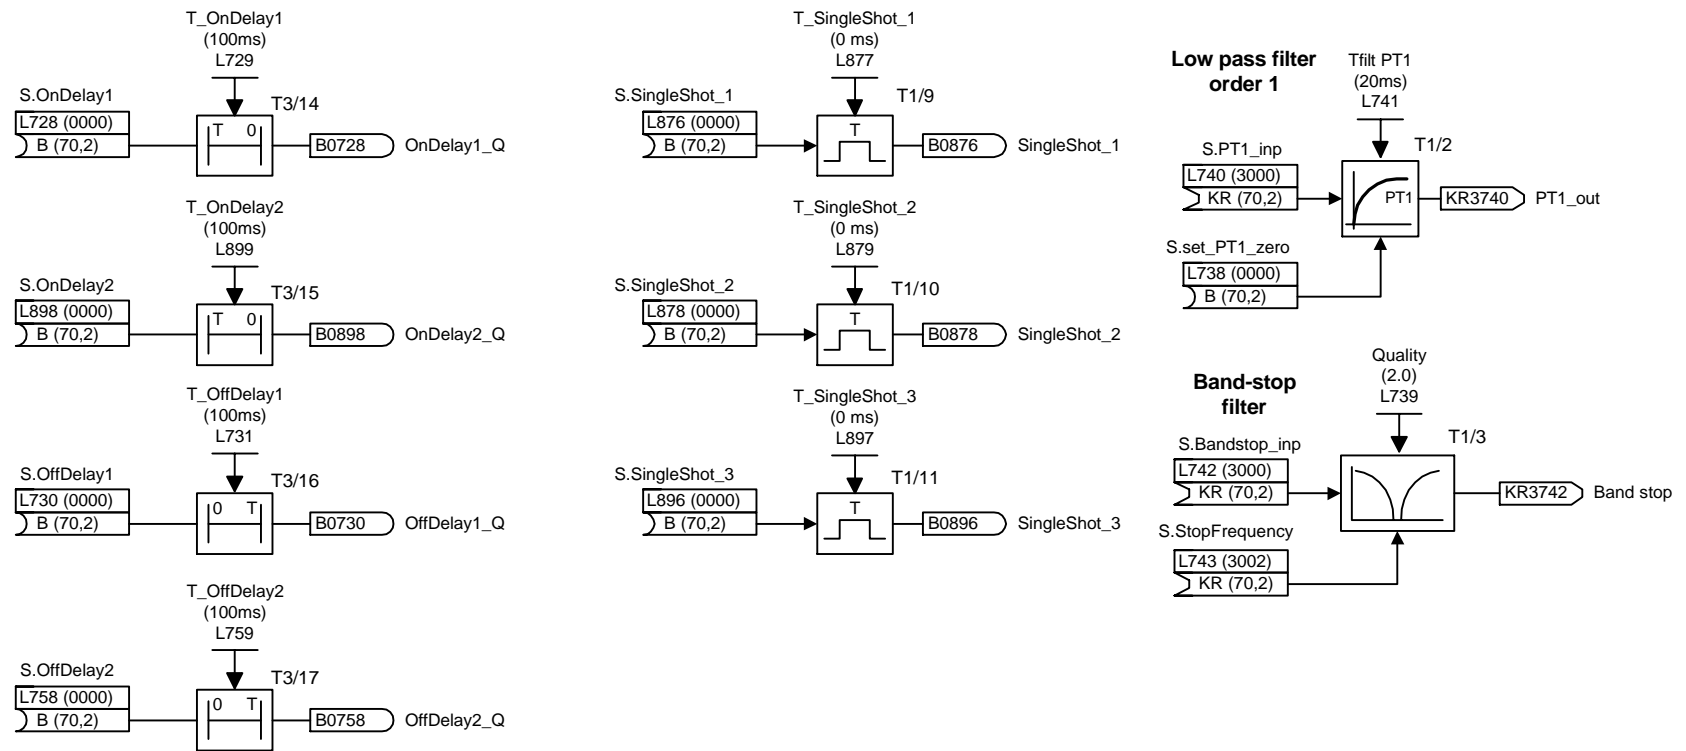 T_OnDelay1
(100ms)
L729
S.OnDelay1
T3/14
L728 (0000)
B (70,2)
T 0
B0728
OnDelay1_Q
T_OnDelay2
(100ms)
L899
S.OnDelay2
T3/15
L898 (0000)
B (70,2)
T 0
B0898
OnDelay2_Q
T_OffDelay1
(100ms)
L731
S.OffDelay1
T3/16
L730 (0000)
B (70,2)
0 T
B0730
OffDelay1_Q
T_OffDelay2
(100ms)
L759
S.OffDelay2
T3/17
L758 (0000)
B (70,2)
0 T
B0758
OffDelay2_Q
T_SingleShot_1
(0 ms)
L877
S.SingleShot_1
T1/9
L876 (0000)
B (70,2)
T
B0876
SingleShot_1
T_SingleShot_2
(0 ms)
L879
S.SingleShot_2
T1/10
L878 (0000)
B (70,2)
T
B0878
SingleShot_2
T_SingleShot_3
(0 ms)
L897
S.SingleShot_3
T1/11
L896 (0000)
B (70,2)
T
B0896
SingleShot_3
Low pass filter
order 1
Tfilt PT1
(20ms)
L741
T1/2
S.PT1_inp
L740 (3000)
KR (70,2)
PT1
KR3740
PT1_out
S.set_PT1_zero
L738 (0000)
B (70,2)
Band-stop
filter
Quality
(2.0)
L739
T1/3
S.Bandstop_inp
L742 (3000)
KR (70,2)
KR3742
Band stop
S.StopFrequency
L743 (3002)
KR (70,2)